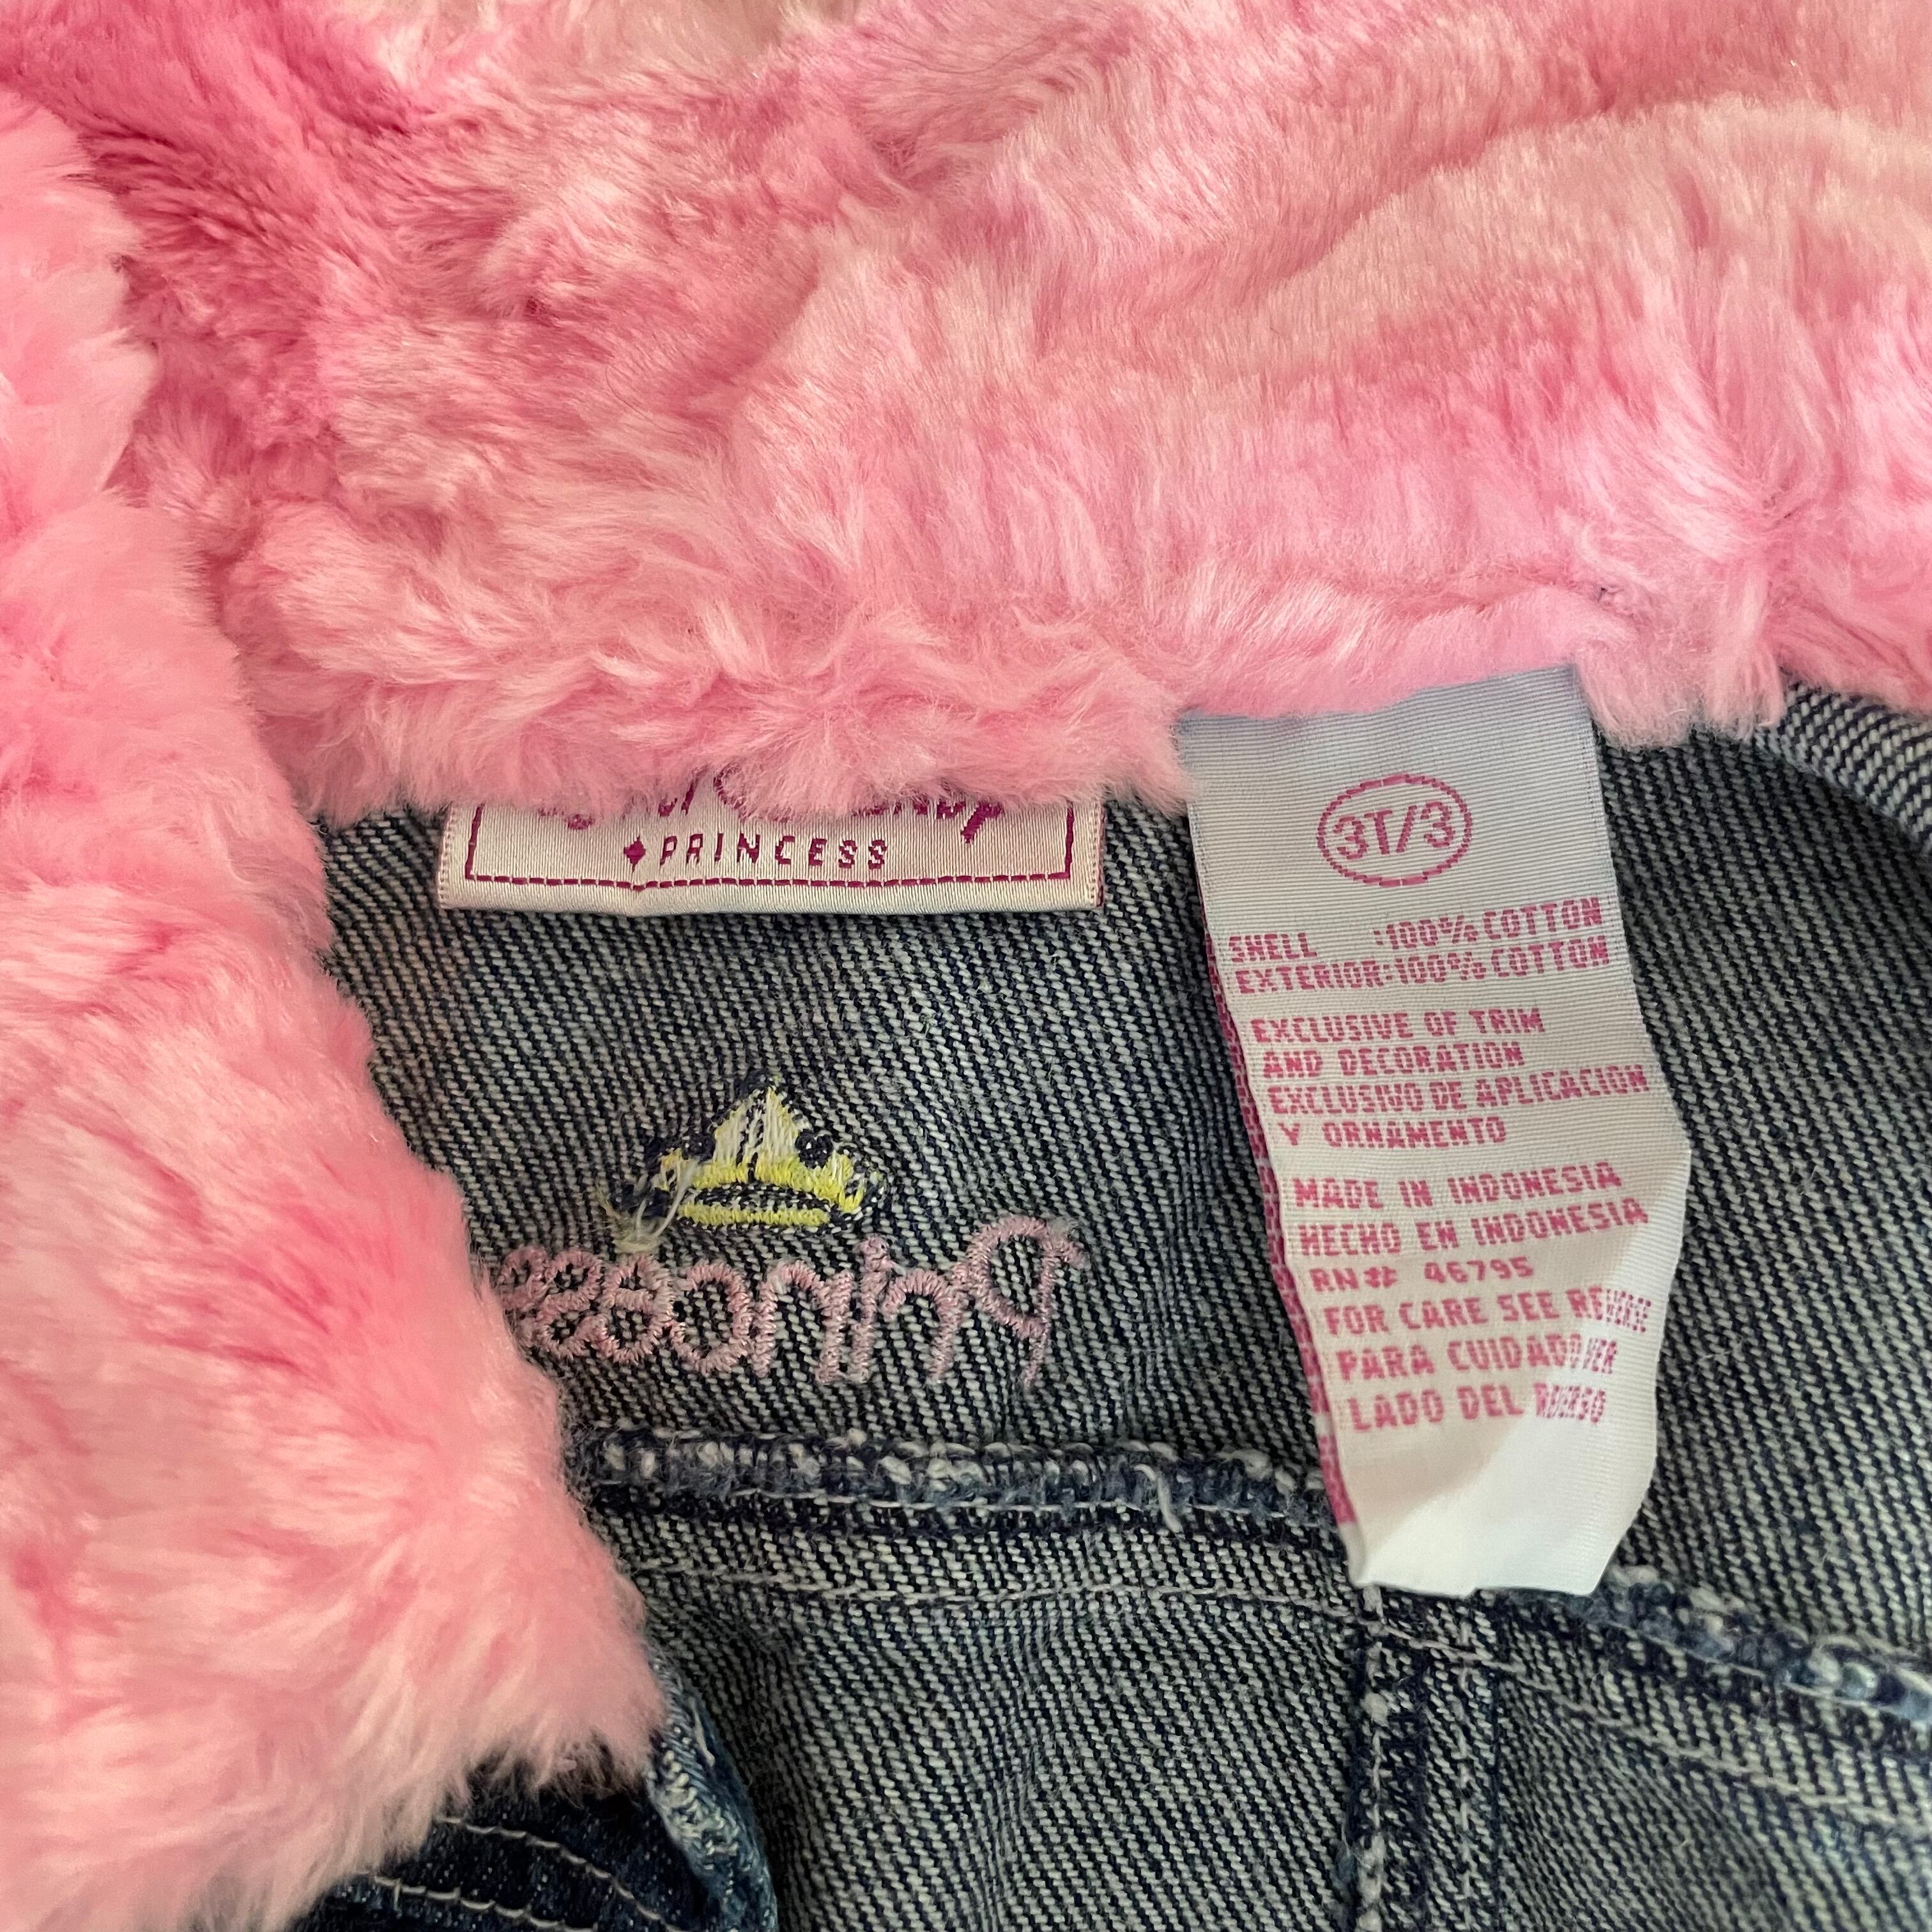 PRINCESS
3T/3
SHELL :100% COTTON
EXTERIOR:100% COTTON
EXCLUSIVE OF TRIM
AND DECORATION
EXCLUSIVO DE APLICACION
Y ORNAMENTO
MADE IN INDONESIA
HECHO EN INDONESIA
RN# 46795
FOR CARE SEE REVERSE
PARA CUIDADO VER
LADO DEL REVERSO
Princess